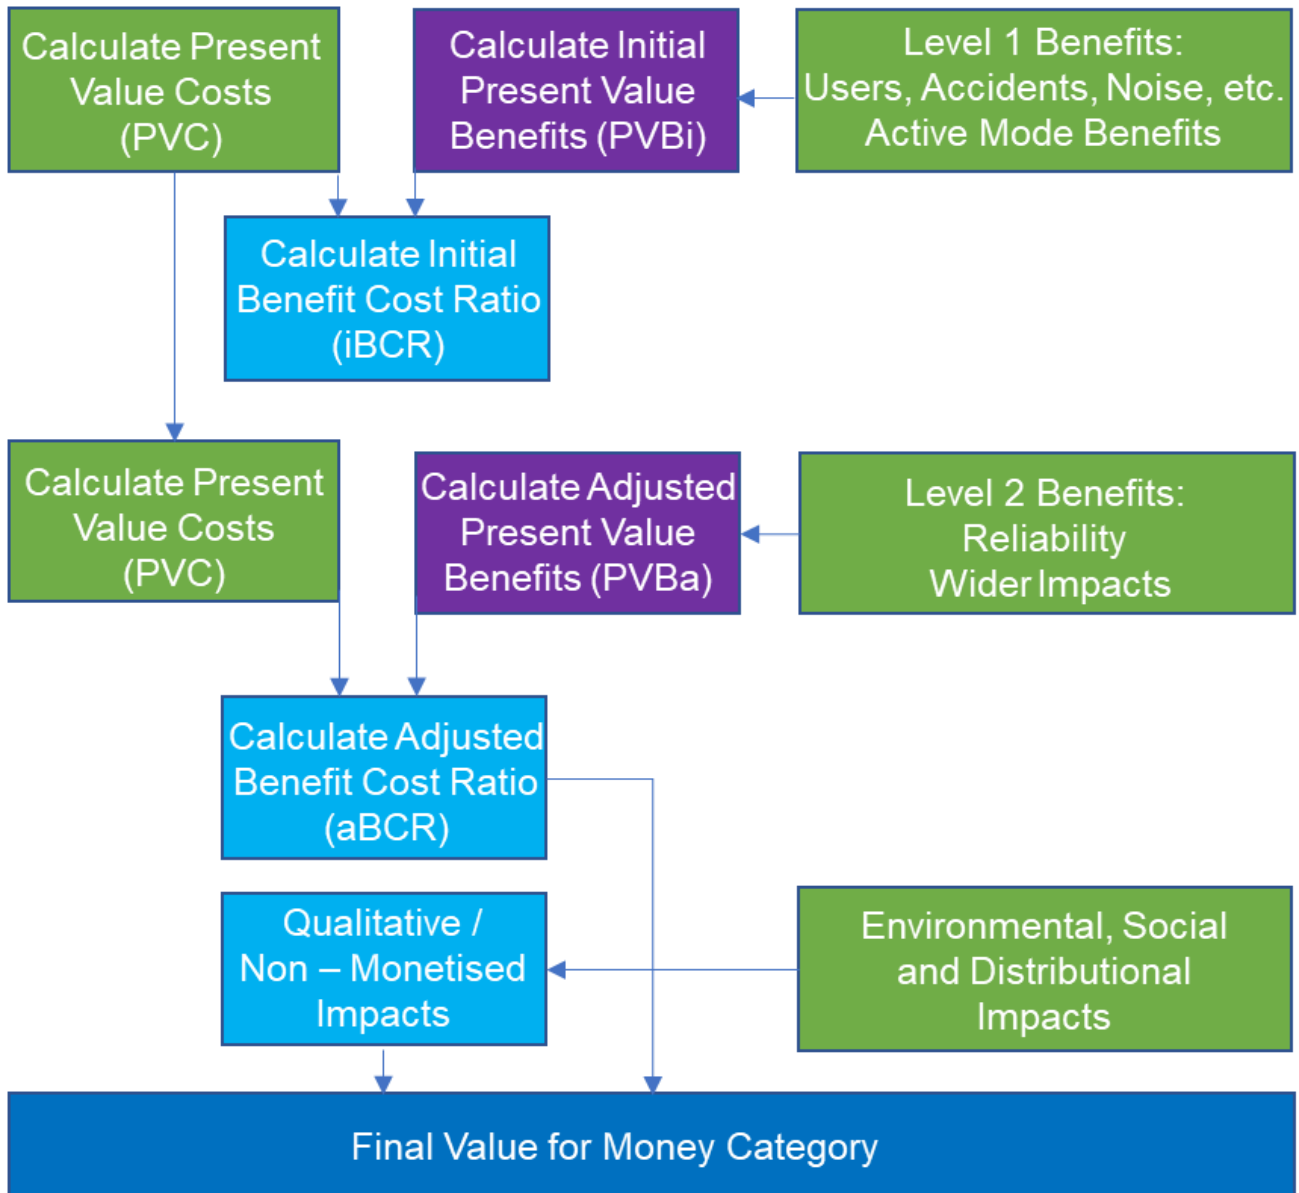 Calculate Present
Value Costs
(PVC)
Calculate Initial
Present Value
Benefits (PVBi)
Level 1 Benefits:
Users, Accidents, Noise, etc.
Active Mode Benefits
Calculate Initial
Benefit Cost Ratio
(iBCR)
Calculate Present
Value Costs
(PVC)
Calculate Adjusted
Present Value
Benefits (PVBa)
Level 2 Benefits:
Reliability
Wider Impacts
Calculate Adjusted
Benefit Cost Ratio
(aBCR)
Qualitative /
Non – Monetised
Impacts
Environmental, Social
and Distributional
Impacts
Final Value for Money Category